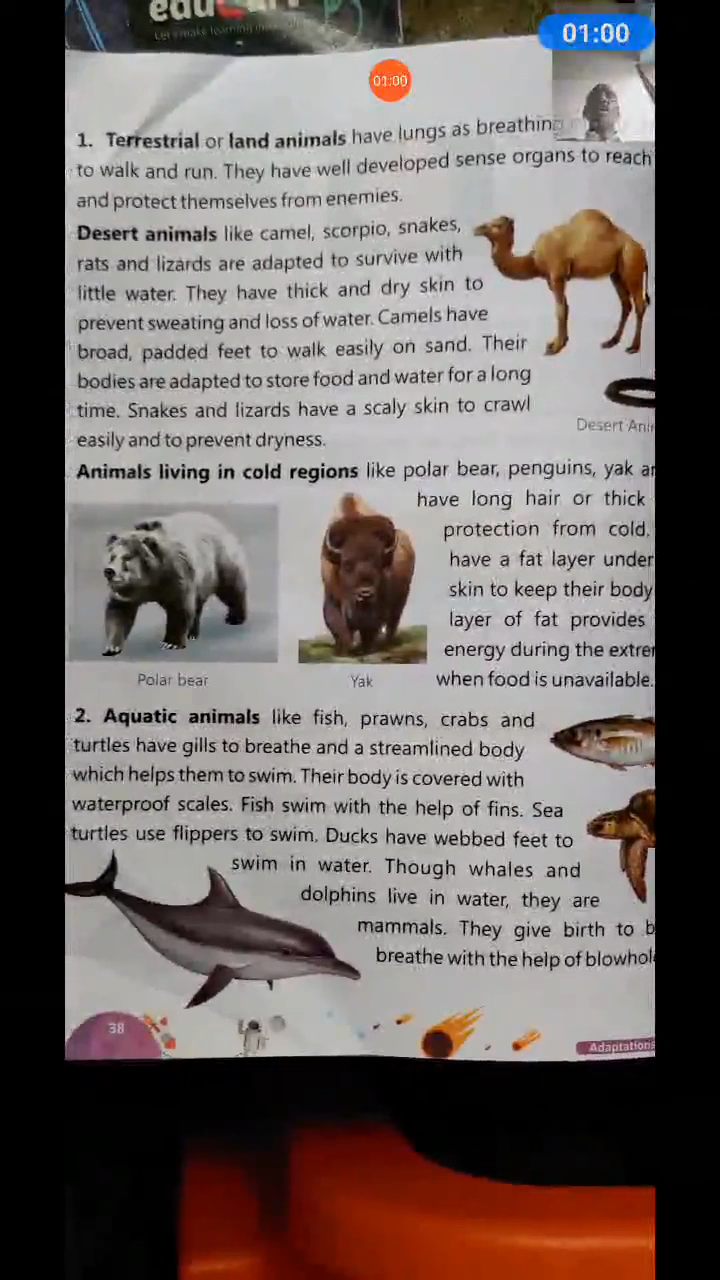 Let's make learning
01:00
01:00
1. Terrestrial or land animals have lungs as breathing
to walk and run. They have well developed sense organs to reach
and protect themselves from enemies.
Desert animals like camel, scorpio, snakes,
rats and lizards are adapted to survive with
little water. They have thick and dry skin to
prevent sweating and loss of water. Camels have
broad, padded feet to walk easily on sand. Their
bodies are adapted to store food and water for a long
time. Snakes and lizards have a scaly skin to crawl
easily and to prevent dryness.
Desert Ani
Animals living in cold regions like polar bear, penguins, yak ar
have long hair or thick
protection from cold.
have a fat layer under
skin to keep their body
layer of fat provides
energy during the extre
when food is unavailable.
Polar bear
Yak
2. Aquatic animals like fish, prawns, crabs and
turtles have gills to breathe and a streamlined body
which helps them to swim. Their body is covered with
waterproof scales. Fish swim with the help of fins. Sea
turtles use flippers to swim. Ducks have webbed feet to
swim in water. Though whales and
dolphins live in water, they are
mammals. They give birth to b
breathe with the help of blowhol
38
Adaptations